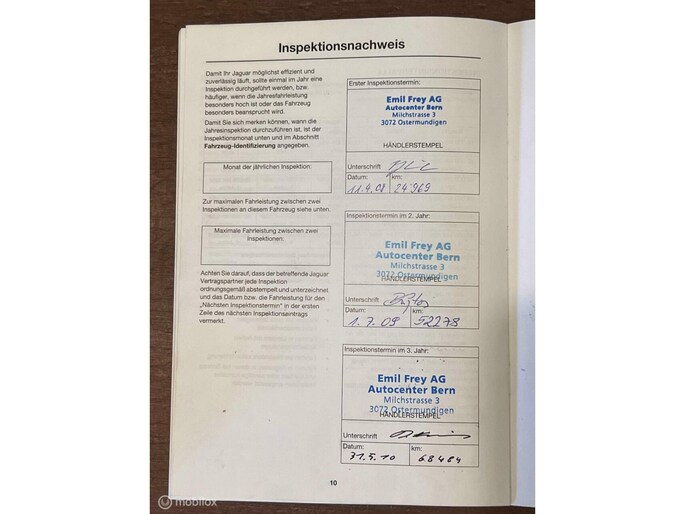 Inspektionsnachweis
Damit Ihr Jaguar möglichst effizient und
zuverlässig läuft, sollte einmal im Jahr eine
Inspektion durchgeführt werden, bzw.
häufiger, wenn die Jahresfahrleistung
besonders hoch ist oder das Fahrzeug
besonders beansprucht wird.
Damit Sie sich merken können, wann die
Jahresinspektion durchzuführen ist, ist der
Inspektionsmonat unten und im Abschnitt
Fahrzeug-Identifizierung angegeben.
Monat der jährlichen Inspektion:
Zur maximalen Fahrleistung zwischen zwei
Inspektionen an diesem Fahrzeug siehe unten.
Maximale Fahrleistung zwischen zwei
Inspektionen:
Achten Sie darauf, dass der betreffende Jaguar
Vertragspartner jede Inspektion
ordnungsgemäß abstempelt und unterzeichnet
und das Datum bzw. die Fahrleistung für den
„Nächsten Inspektionstermin" in der ersten
Zeile des nächsten Inspektionseintrags
vermerkt.
Erster Inspektionstermin:
Emil Frey AG
Autocenter Bern
Milchstrasse 3
3072 Ostermundigen
HÄNDLERSTEMPEL
Unterschrift
Datum: km:
11.4.08 24'969
Inspektionstermin im 2. Jahr:
Emil Frey AG
Autocenter Bern
Milchstrasse 3
3072 Ostermundigen
HÄNDLERSTEMPEL
Unterschrift
Datum: km:
1.7.09 52278
Inspektionstermin im 3. Jahr:
Emil Frey AG
Autocenter Bern
Milchstrasse 3
3072 Ostermundigen
HÄNDLERSTEMPEL
Unterschrift
Datum: km:
31.5.10 68484
10
mobilox